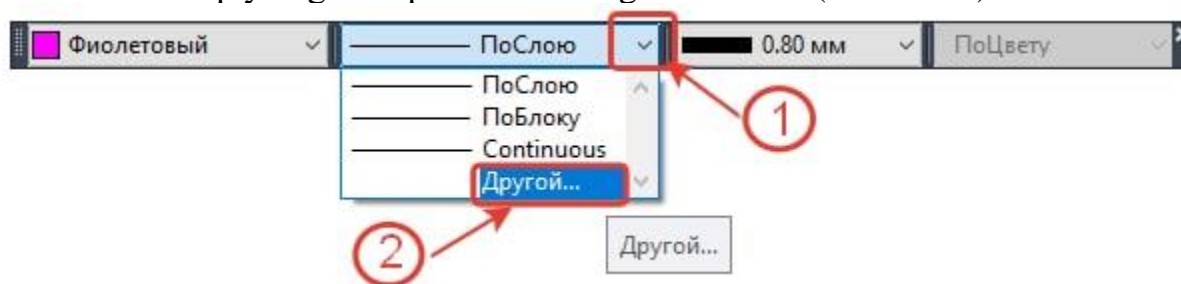 Фиолетовый ПоСлою 0.80 мм ПоЦвету
ПоСлою
ПоБлоку
Continuous
Другой...
1
2
Другой...